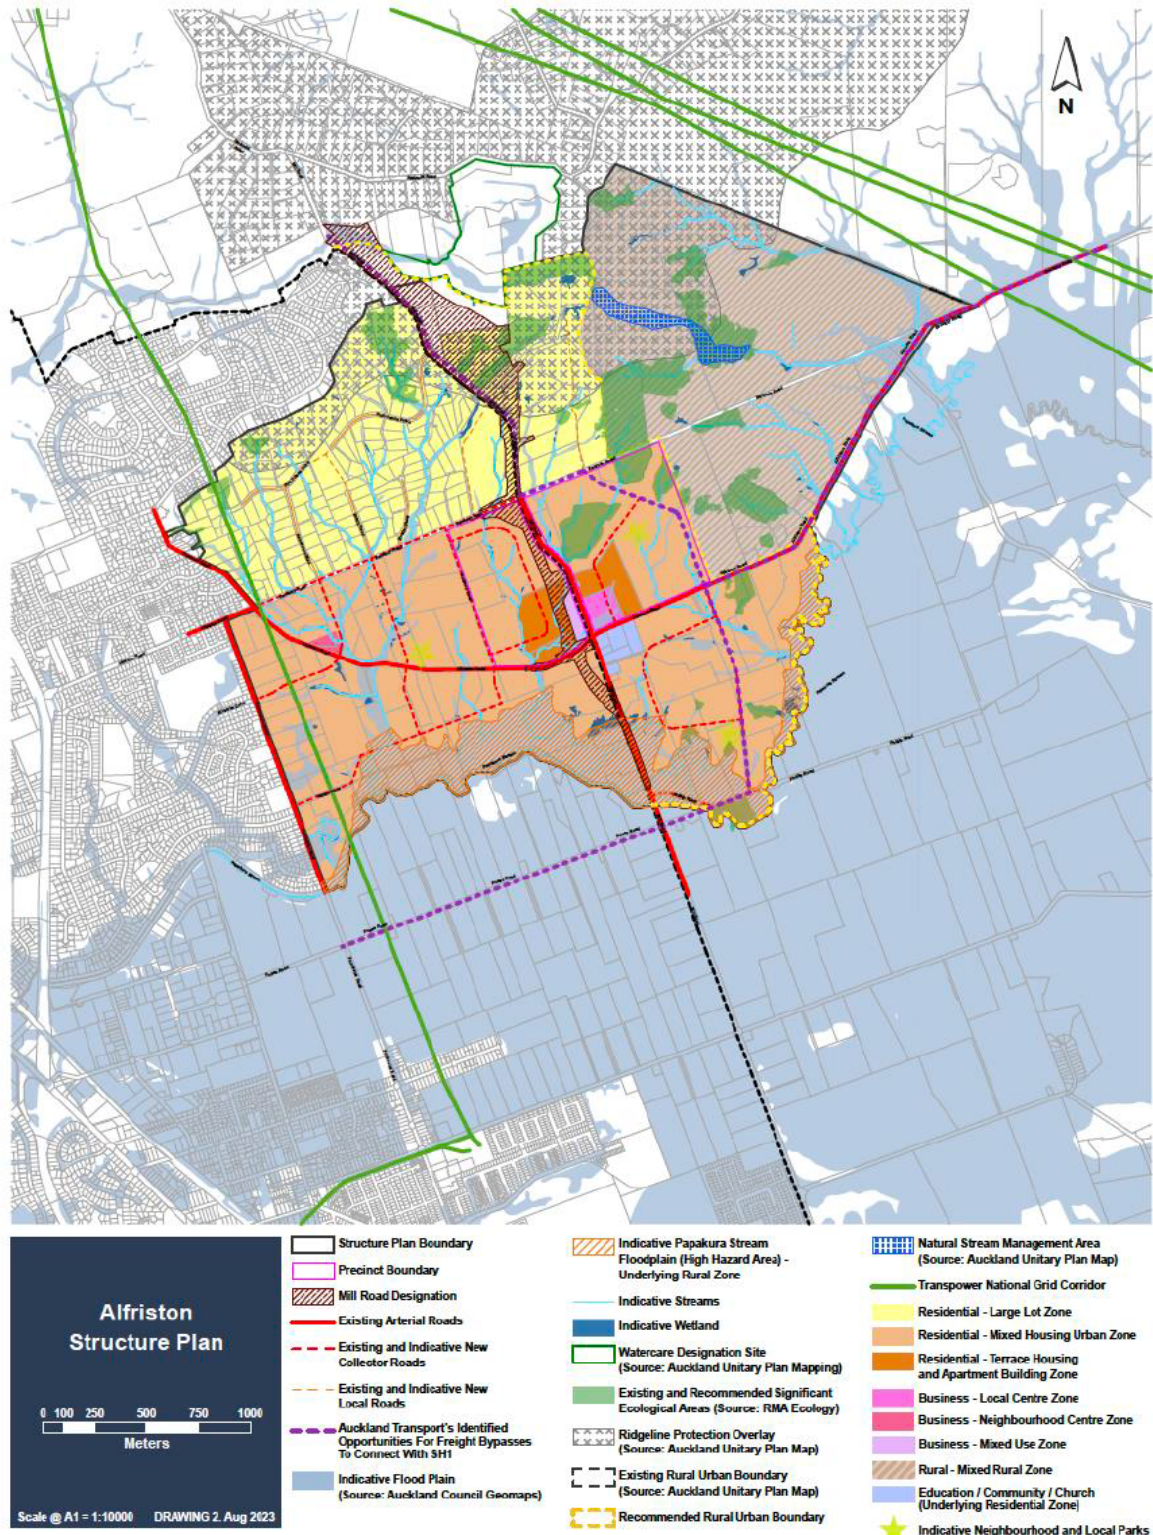 N
Alfriston
Structure Plan
0 100 250 500 750 1000
Meters
Scale @ A1 = 1:10000 DRAWING 2. Aug 2023
Structure Plan Boundary
Precinct Boundary
Mill Road Designation
Existing Arterial Roads
Existing and Indicative New
Collector Roads
Existing and Indicative New
Local Roads
Auckland Transport's Identified
Opportunities For Freight Bypasses
To Connect With SH1
Indicative Flood Plain
(Source: Auckland Council Geomaps)
Indicative Papakura Stream
Floodplain (High Hazard Area) -
Underlying Rural Zone
Indicative Streams
Indicative Wetland
Watercare Designation Site
(Source: Auckland Unitary Plan Mapping)
Existing and Recommended Significant
Ecological Areas (Source: RMA Ecology)
Ridgeline Protection Overlay
(Source: Auckland Unitary Plan Map)
Existing Rural Urban Boundary
(Source: Auckland Unitary Plan Map)
Recommended Rural Urban Boundary
Natural Stream Management Area
(Source: Auckland Unitary Plan Map)
Transpower National Grid Corridor
Residential - Large Lot Zone
Residential - Mixed Housing Urban Zone
Residential - Terrace Housing
and Apartment Building Zone
Business - Local Centre Zone
Business - Neighbourhood Centre Zone
Business - Mixed Use Zone
Rural - Mixed Rural Zone
Education / Community / Church
(Underlying Residential Zone)
Indicative Neighbourhood and Local Parks